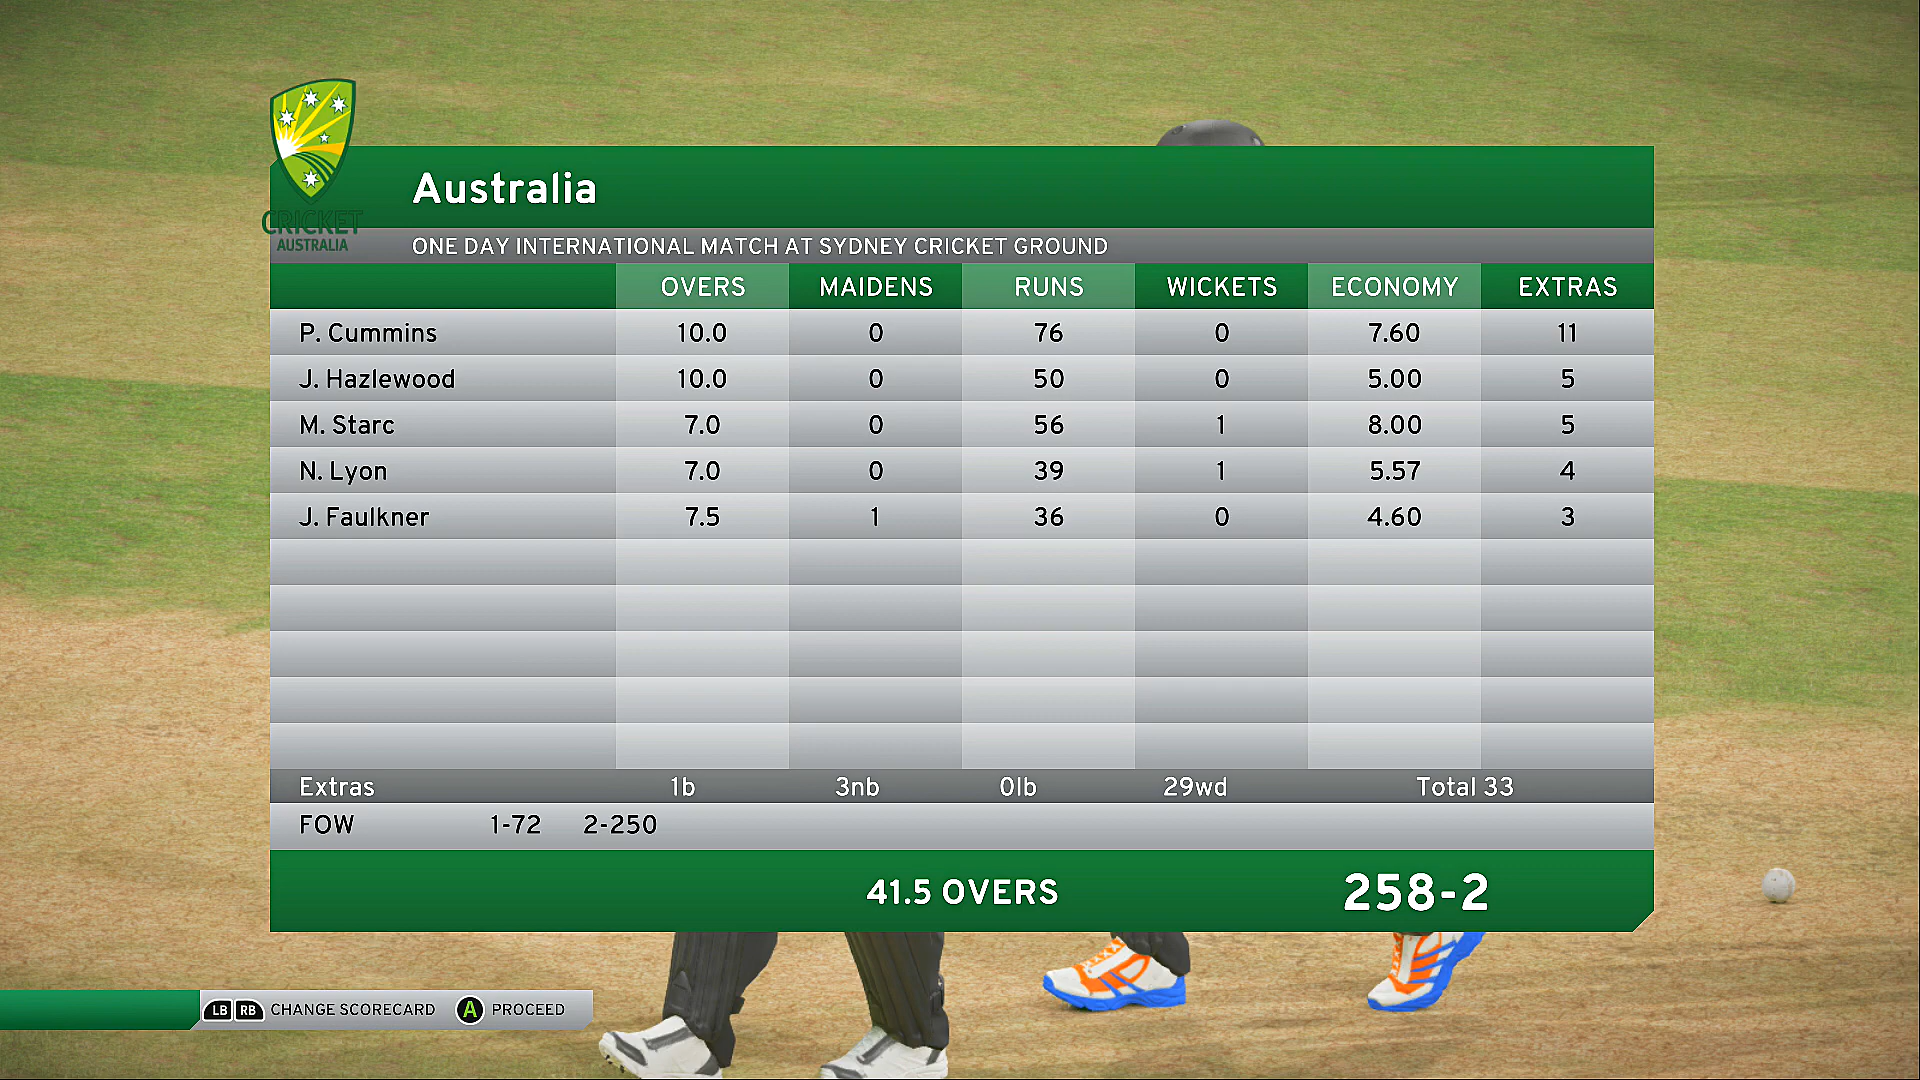 CRICKET
AUSTRALIA
Australia
ONE DAY INTERNATIONAL MATCH AT SYDNEY CRICKET GROUND
OVERS MAIDENS RUNS WICKETS ECONOMY EXTRAS
P. Cummins 10.0 0 76 0 7.60 11
J. Hazlewood 10.0 0 50 0 5.00 5
M. Starc 7.0 0 56 1 8.00 5
N. Lyon 7.0 0 39 1 5.57 4
J. Faulkner 7.5 1 36 0 4.60 3
Extras 1b 3nb 0lb 29wd Total 33
FOW 1-72 2-250
41.5 OVERS 258-2
LB RB CHANGE SCORECARD A PROCEED